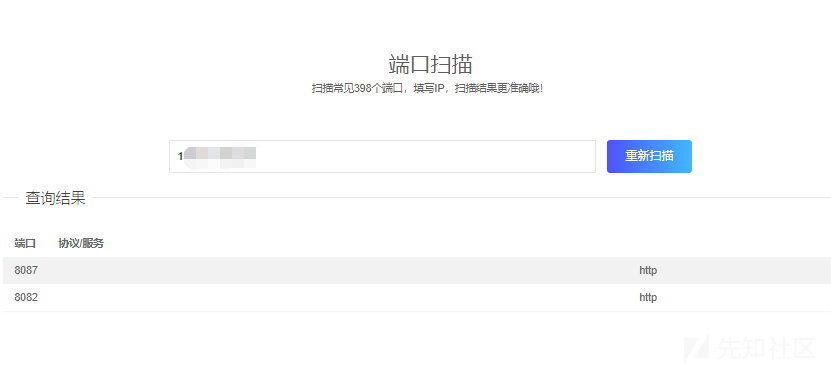 端口扫描
扫描常见398个端口，填写IP，扫描结果更准确哦！
1
重新扫描
查询结果
端口 协议/服务
8087 http
8082 http
先知社区